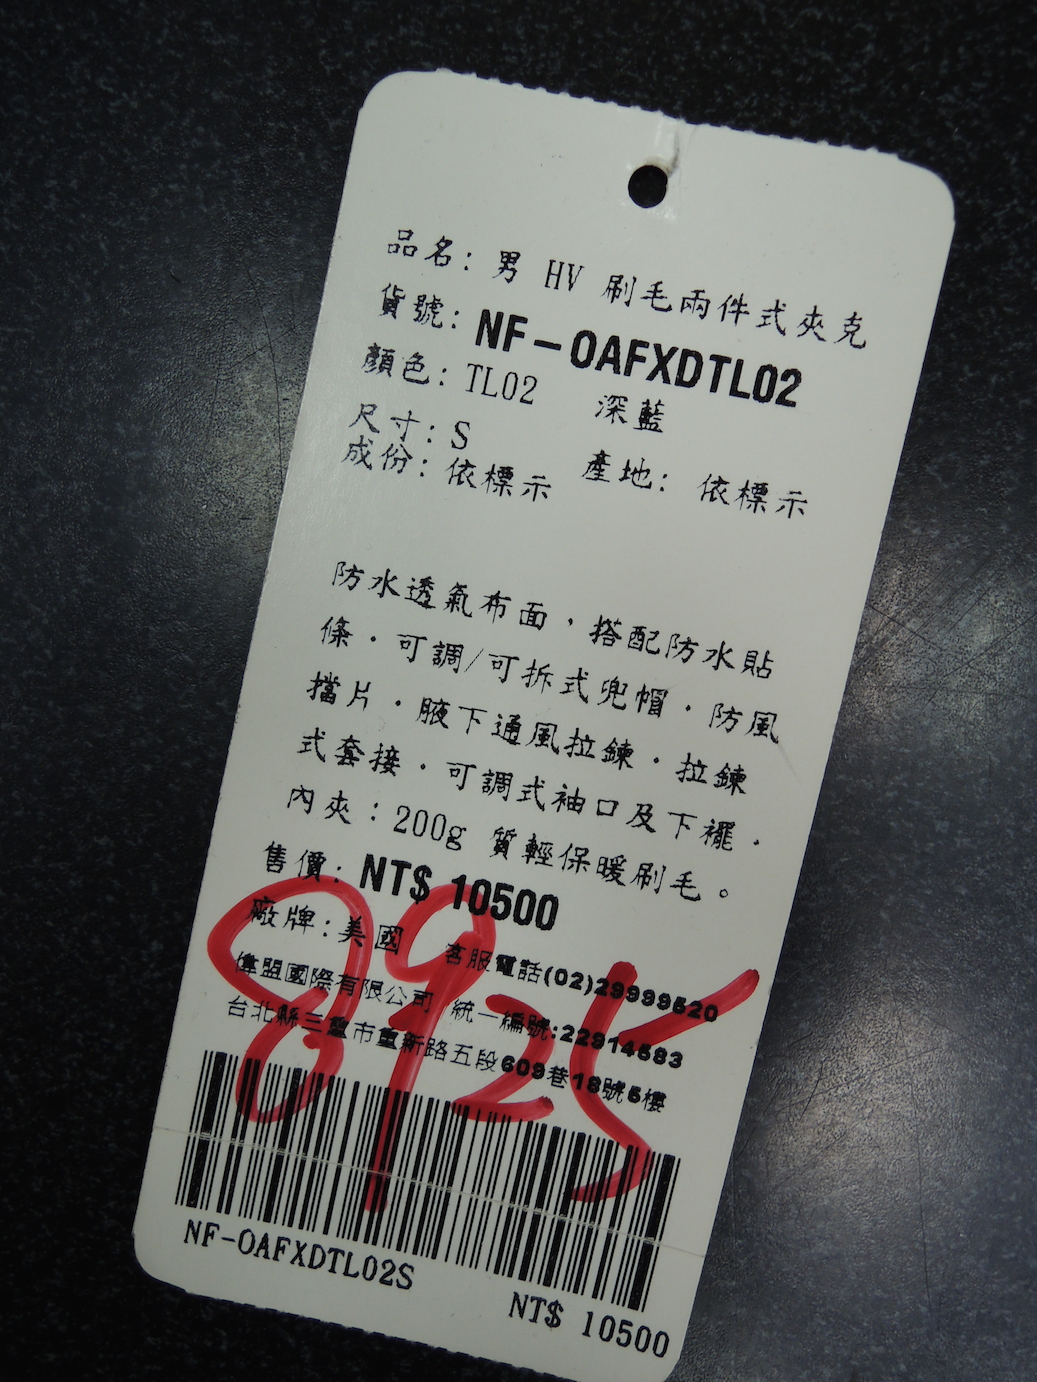 品名: 男 HV 刷毛兩件式夾克
貨號: NF-OAFXDTL02
顏色: TL02 深藍
尺寸: S
成份: 依標示 產地: 依標示
防水透氣布面，搭配防水貼
條．可調/可拆式兜帽．防風
擋片．腋下通風拉鍊．拉鍊
式套接．可調式袖口及下襬．
內夾：200g 質輕保暖刷毛。
售價: NT$ 10500
廠牌: 美國 客服電話(02)29999520
偉盟國際有限公司 統一編號:22914583
台北縣三重市重新路五段609巷18號5樓
8925
NF-OAFXDTL02S
NT$ 10500